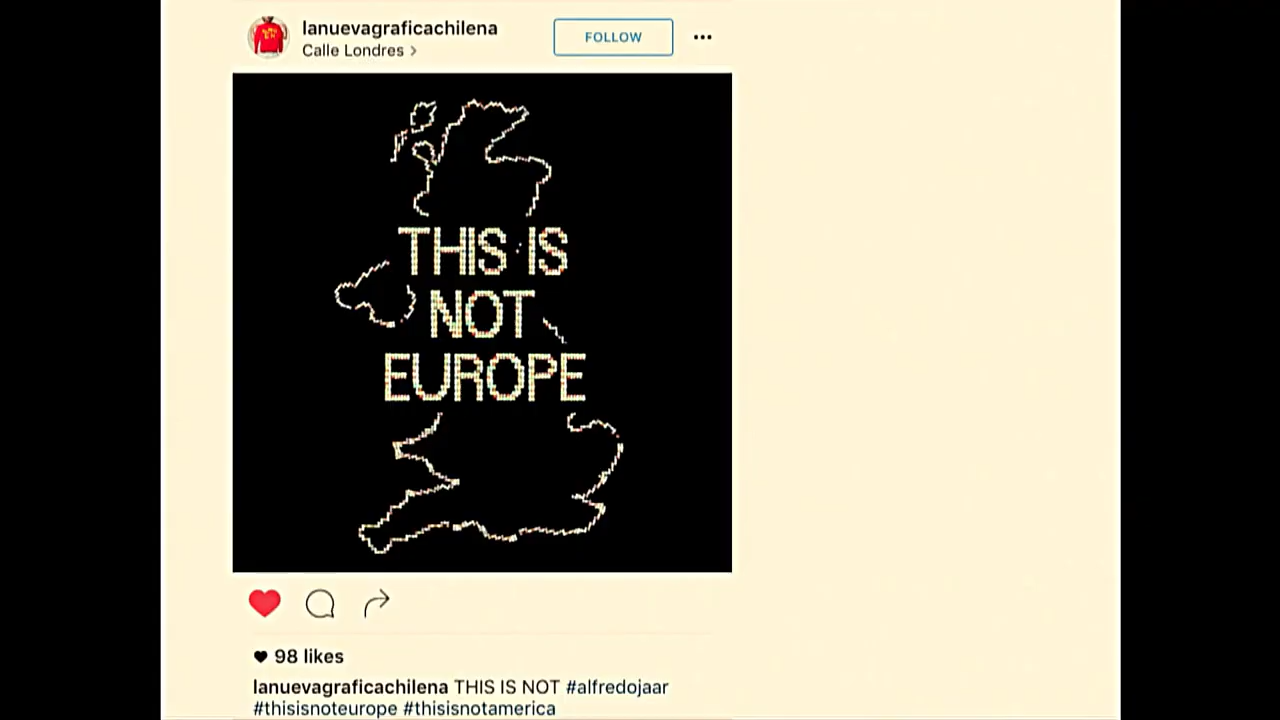 lanuevagraficachilena
Calle Londres >
FOLLOW
THIS IS
NOT
EUROPE
98 likes
lanuevagraficachilena THIS IS NOT #alfredojaar
#thisisnoteurope #thisisnotamerica